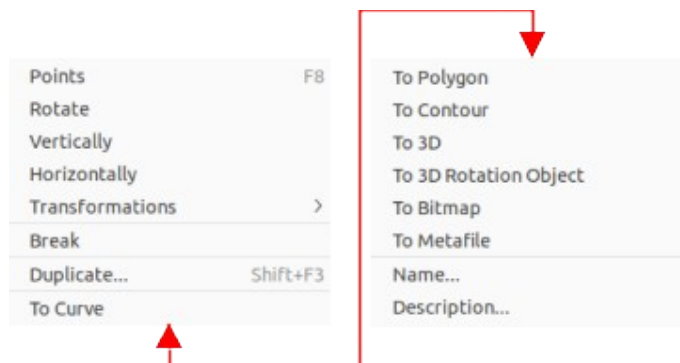 Points F8
Rotate
Vertically
Horizontally
Transformations >
Break
Duplicate... Shift+F3
To Curve
To Polygon
To Contour
To 3D
To 3D Rotation Object
To Bitmap
To Metafile
Name...
Description...